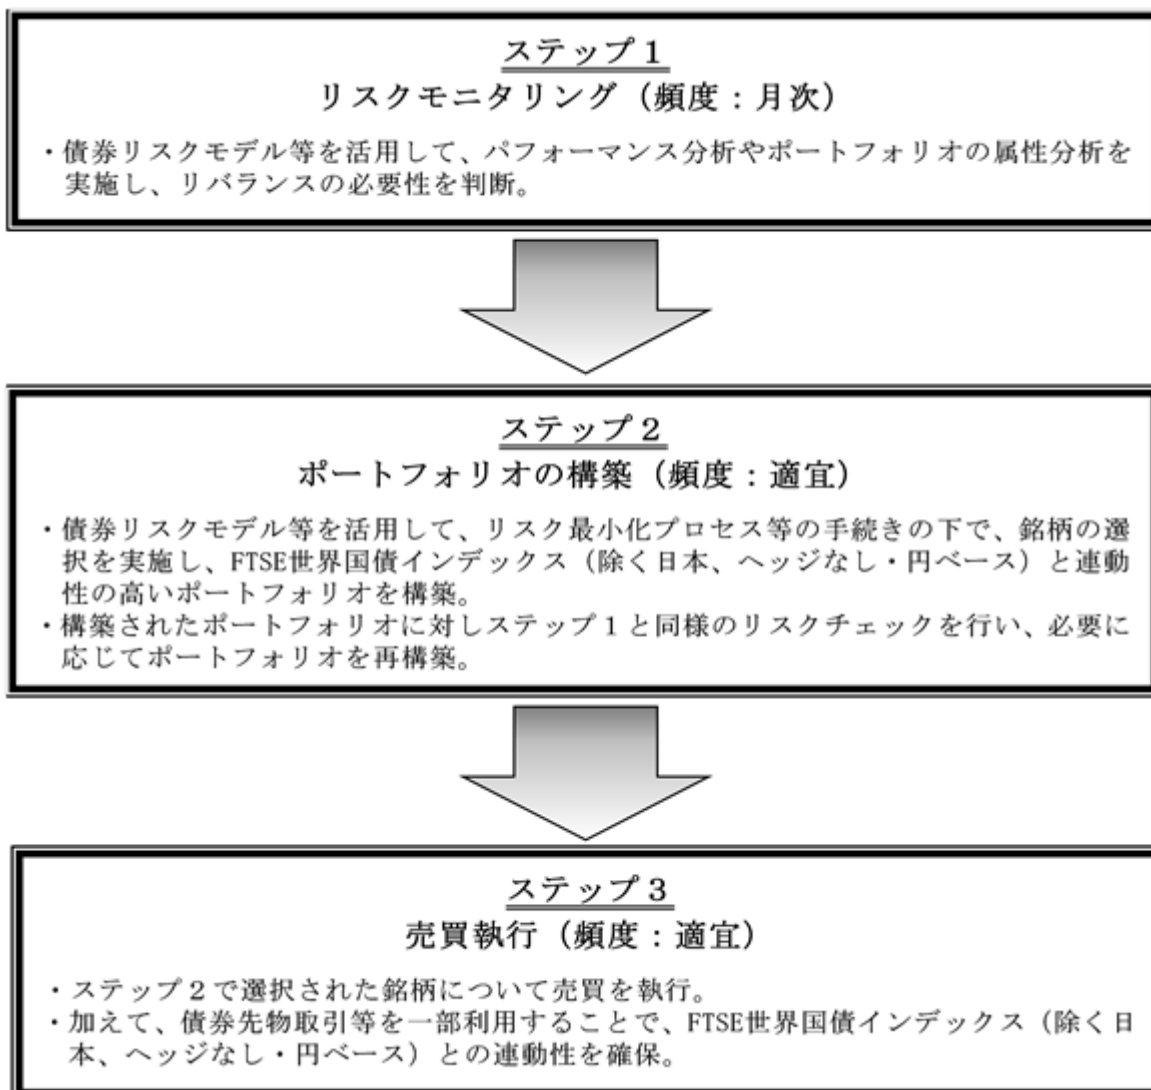 ステップ1
リスクモニタリング（頻度：月次）
・債券リスクモデル等を活用して、パフォーマンス分析やポートフォリオの属性分析を
実施し、リバランスの必要性を判断。
ステップ2
ポートフォリオの構築（頻度：適宜）
・債券リスクモデル等を活用して、リスク最小化プロセス等の手続きの下で、銘柄の選
択を実施し、FTSE世界国債インデックス（除く日本、ヘッジなし・円ベース）と連動
性の高いポートフォリオを構築。
・構築されたポートフォリオに対しステップ1と同様のリスクチェックを行い、必要に
応じてポートフォリオを再構築。
ステップ3
売買執行（頻度：適宜）
・ステップ2で選択された銘柄について売買を執行。
・加えて、債券先物取引等を一部利用することで、FTSE世界国債インデックス（除く日
本、ヘッジなし・円ベース）との連動性を確保。